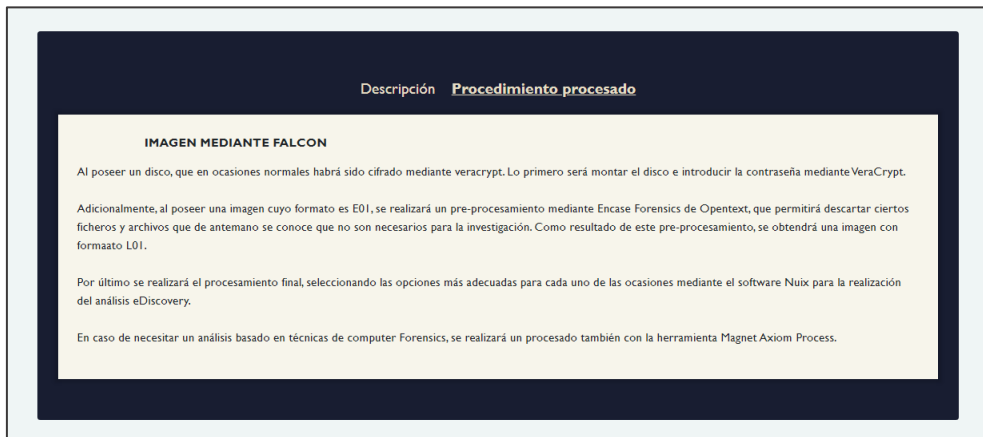 Descripción Procedimiento procesado
IMAGEN MEDIANTE FALCON
Al poseer un disco, que en ocasiones normales habrá sido cifrado mediante veracrypt. Lo primero será montar el disco e introducir la contraseña mediante VeraCrypt.
Adicionalmente, al poseer una imagen cuyo formato es E01, se realizará un pre-procesamiento mediante Encase Forensics de Opentext, que permitirá descartar ciertos
ficheros y archivos que de antemano se conoce que no son necesarios para la investigación. Como resultado de este pre-procesamiento, se obtendrá una imagen con
formaato L01.
Por último se realizará el procesamiento final, seleccionando las opciones más adecuadas para cada uno de las ocasiones mediante el software Nuix para la realización
del análisis eDiscovery.
En caso de necesitar un análisis basado en técnicas de computer Forensics, se realizará un procesado también con la herramienta Magnet Axiom Process.